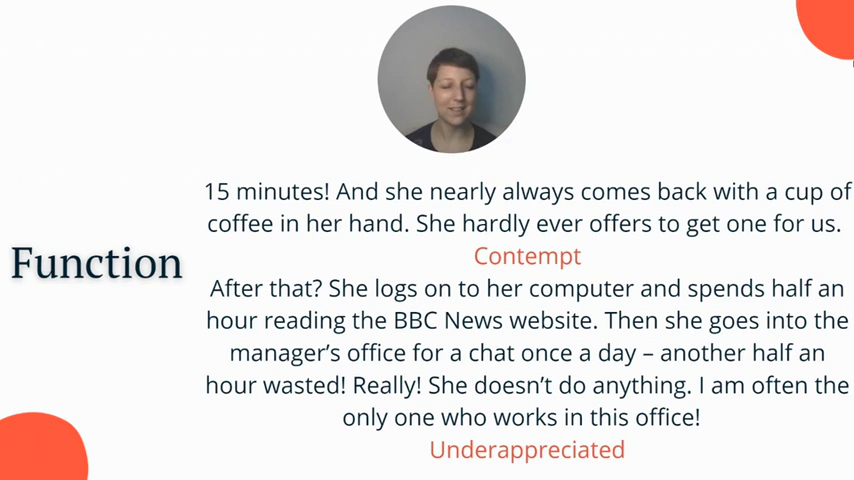 15 minutes! And she nearly always comes back with a cup of
coffee in her hand. She hardly ever offers to get one for us.
Contempt
Function
After that? She logs on to her computer and spends half an
hour reading the BBC News website. Then she goes into the
manager’s office for a chat once a day – another half an
hour wasted! Really! She doesn’t do anything. I am often the
only one who works in this office!
Underappreciated